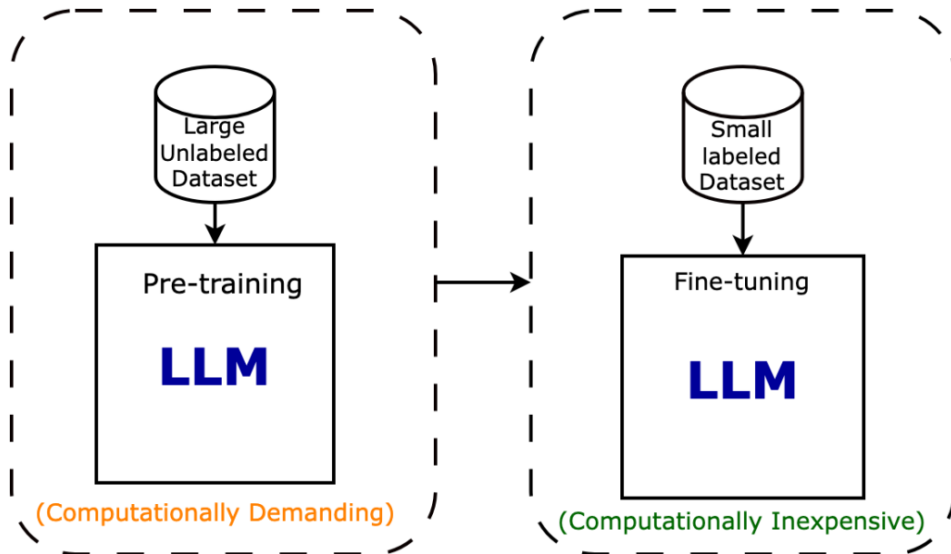 Large
Unlabeled
Dataset
Pre-training
LLM
(Computationally Demanding)
Small
labeled
Dataset
Fine-tuning
LLM
(Computationally Inexpensive)